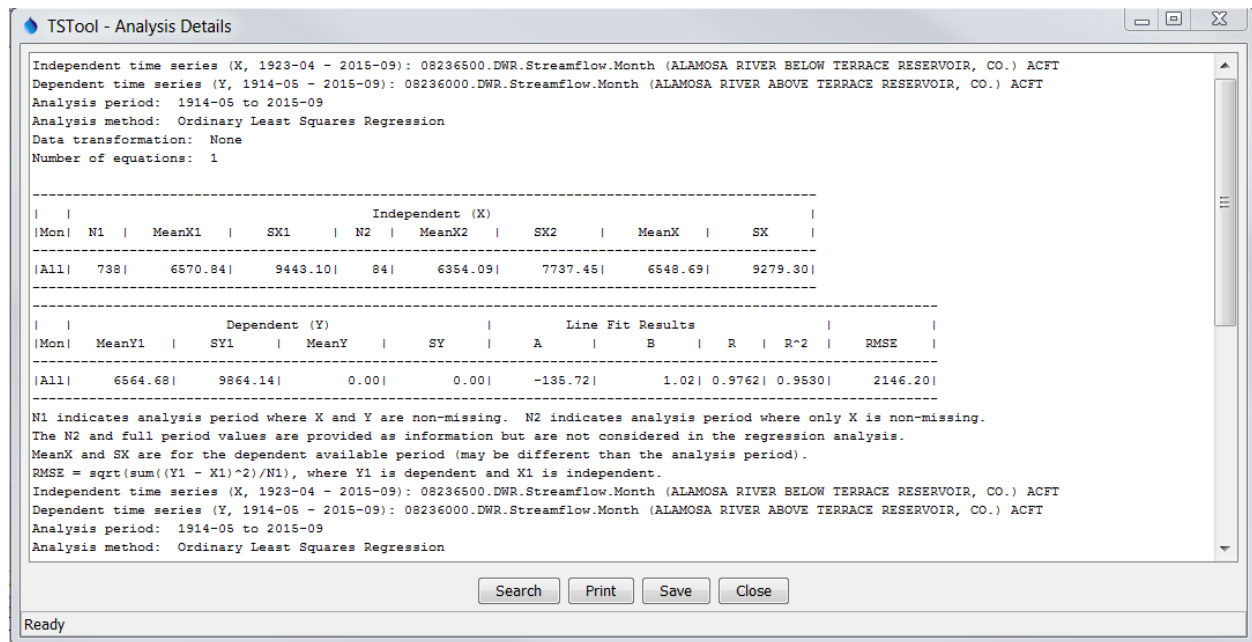 TSTool - Analysis Details
Independent time series (X, 1923-04 - 2015-09): 08236500.DWR.Streamflow.Month (ALAMOSA RIVER BELOW TERRACE RESERVOIR, CO.) ACFT
Dependent time series (Y, 1914-05 - 2015-09): 08236000.DWR.Streamflow.Month (ALAMOSA RIVER ABOVE TERRACE RESERVOIR, CO.) ACFT
Analysis period:  1914-05 to 2015-09
Analysis method:  Ordinary Least Squares Regression
Data transformation:  None
Number of equations:  1
--------------------------------------------------------------------------------------------------
|   |                                     Independent (X)                                        |
|Mon|  N1  |   MeanX1   |    SX1     |  N2  |   MeanX2   |    SX2     |    MeanX   |     SX     |
--------------------------------------------------------------------------------------------------
|All|   738|     6570.84|     9443.10|    84|     6354.09|     7737.45|     6548.69|     9279.30|
--------------------------------------------------------------------------------------------------
-----------------------------------------------------------------------------------------------------------------
|   |                   Dependent (Y)                   |         Line Fit Results                |            |
|Mon|   MeanY1   |    SY1     |   MeanY    |     SY     |     A      |     B      |   R   |  R^2  |    RMSE    |
-----------------------------------------------------------------------------------------------------------------
|All|     6564.68|     9864.14|        0.00|        0.00|     -135.72|        1.02| 0.9762| 0.9530|     2146.20|
-----------------------------------------------------------------------------------------------------------------
N1 indicates analysis period where X and Y are non-missing.  N2 indicates analysis period where only X is non-missing.
The N2 and full period values are provided as information but are not considered in the regression analysis.
MeanX and SX are for the dependent available period (may be different than the analysis period).
RMSE = sqrt(sum((Y1 - X1)^2)/N1), where Y1 is dependent and X1 is independent.
Independent time series (X, 1923-04 - 2015-09): 08236500.DWR.Streamflow.Month (ALAMOSA RIVER BELOW TERRACE RESERVOIR, CO.) ACFT
Dependent time series (Y, 1914-05 - 2015-09): 08236000.DWR.Streamflow.Month (ALAMOSA RIVER ABOVE TERRACE RESERVOIR, CO.) ACFT
Analysis period:  1914-05 to 2015-09
Analysis method:  Ordinary Least Squares Regression
Search Print Save Close
Ready